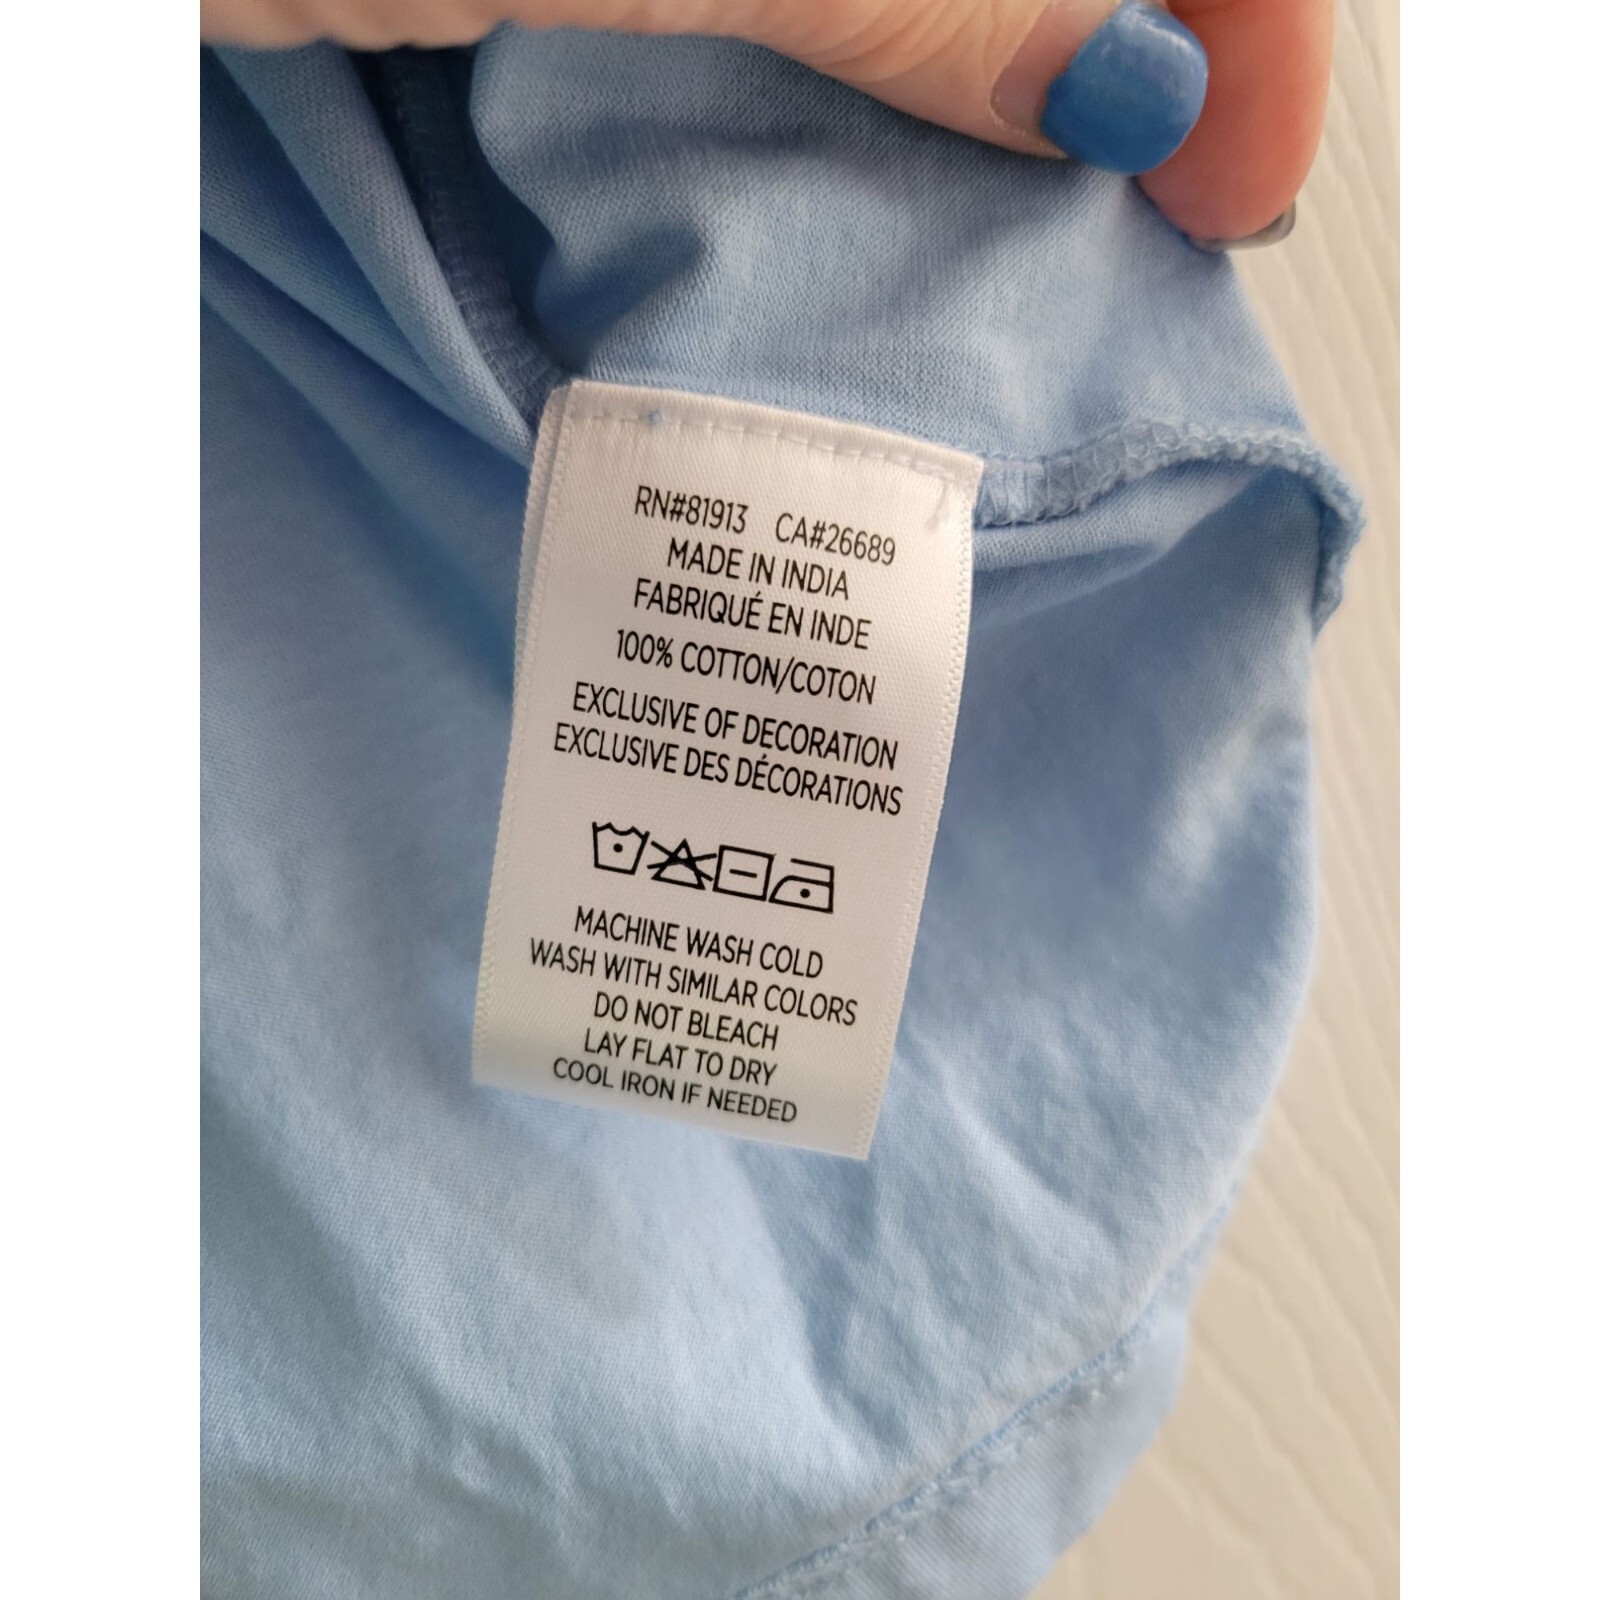 RN#81913 CA#26689
MADE IN INDIA
FABRIQUÉ EN INDE
100% COTTON/COTON
EXCLUSIVE OF DECORATION
EXCLUSIVE DES DÉCORATIONS
MACHINE WASH COLD
WASH WITH SIMILAR COLORS
DO NOT BLEACH
LAY FLAT TO DRY
COOL IRON IF NEEDED